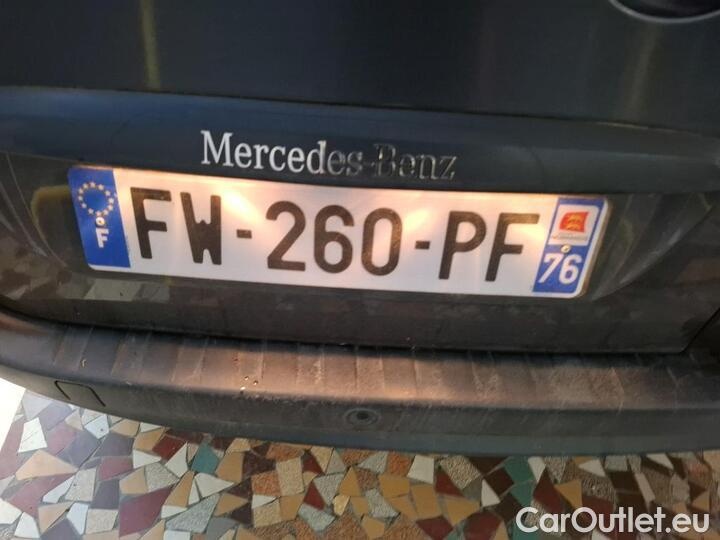 Mercedes-Benz
F FW-260-PF 76
CarOutlet.eu